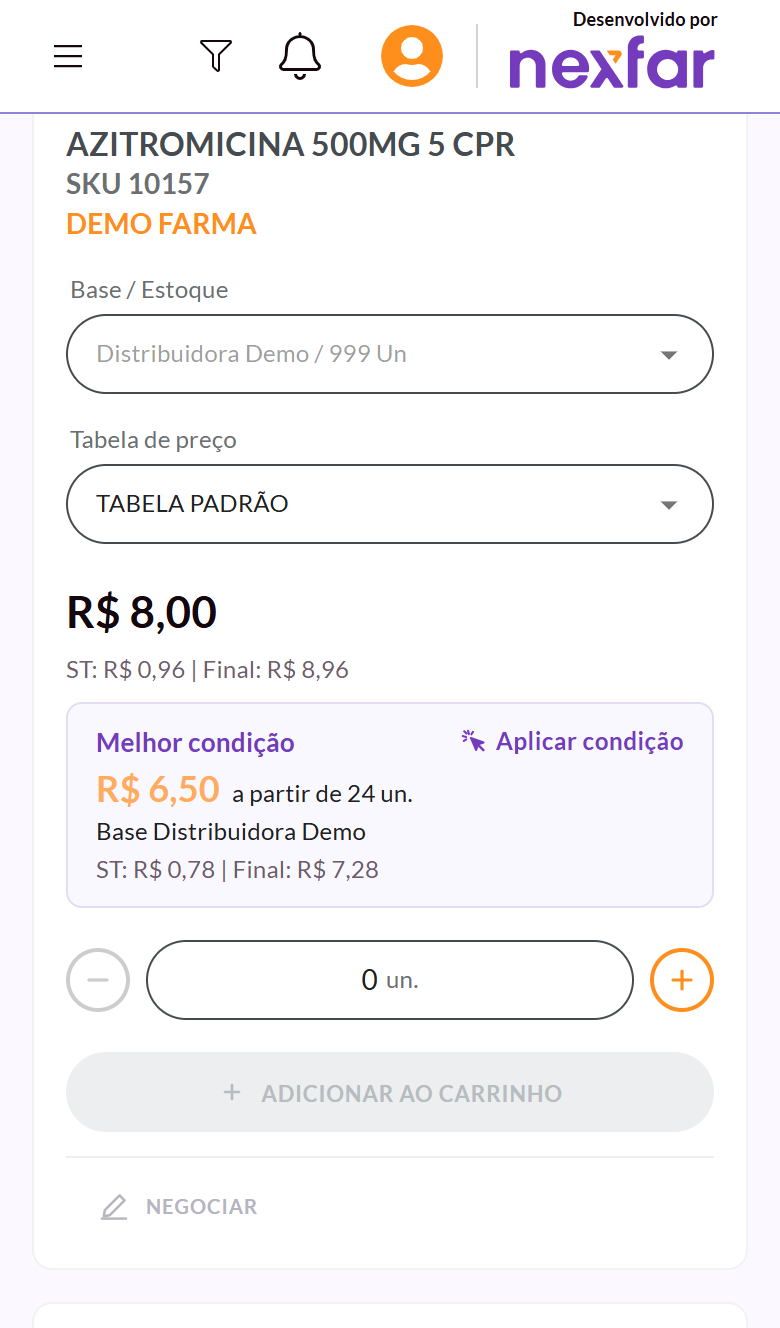 Desenvolvido por
nexfar
AZITROMICINA 500MG 5 CPR
SKU 10157
DEMO FARMA
Base / Estoque
Distribuidora Demo / 999 Un
Tabela de preço
TABELA PADRÃO
R$ 8,00
ST: R$ 0,96 | Final: R$ 8,96
Melhor condição
Aplicar condição
R$ 6,50 a partir de 24 un.
Base Distribuidora Demo
ST: R$ 0,78 | Final: R$ 7,28
0 un.
ADICIONAR AO CARRINHO
NEGOCIAR